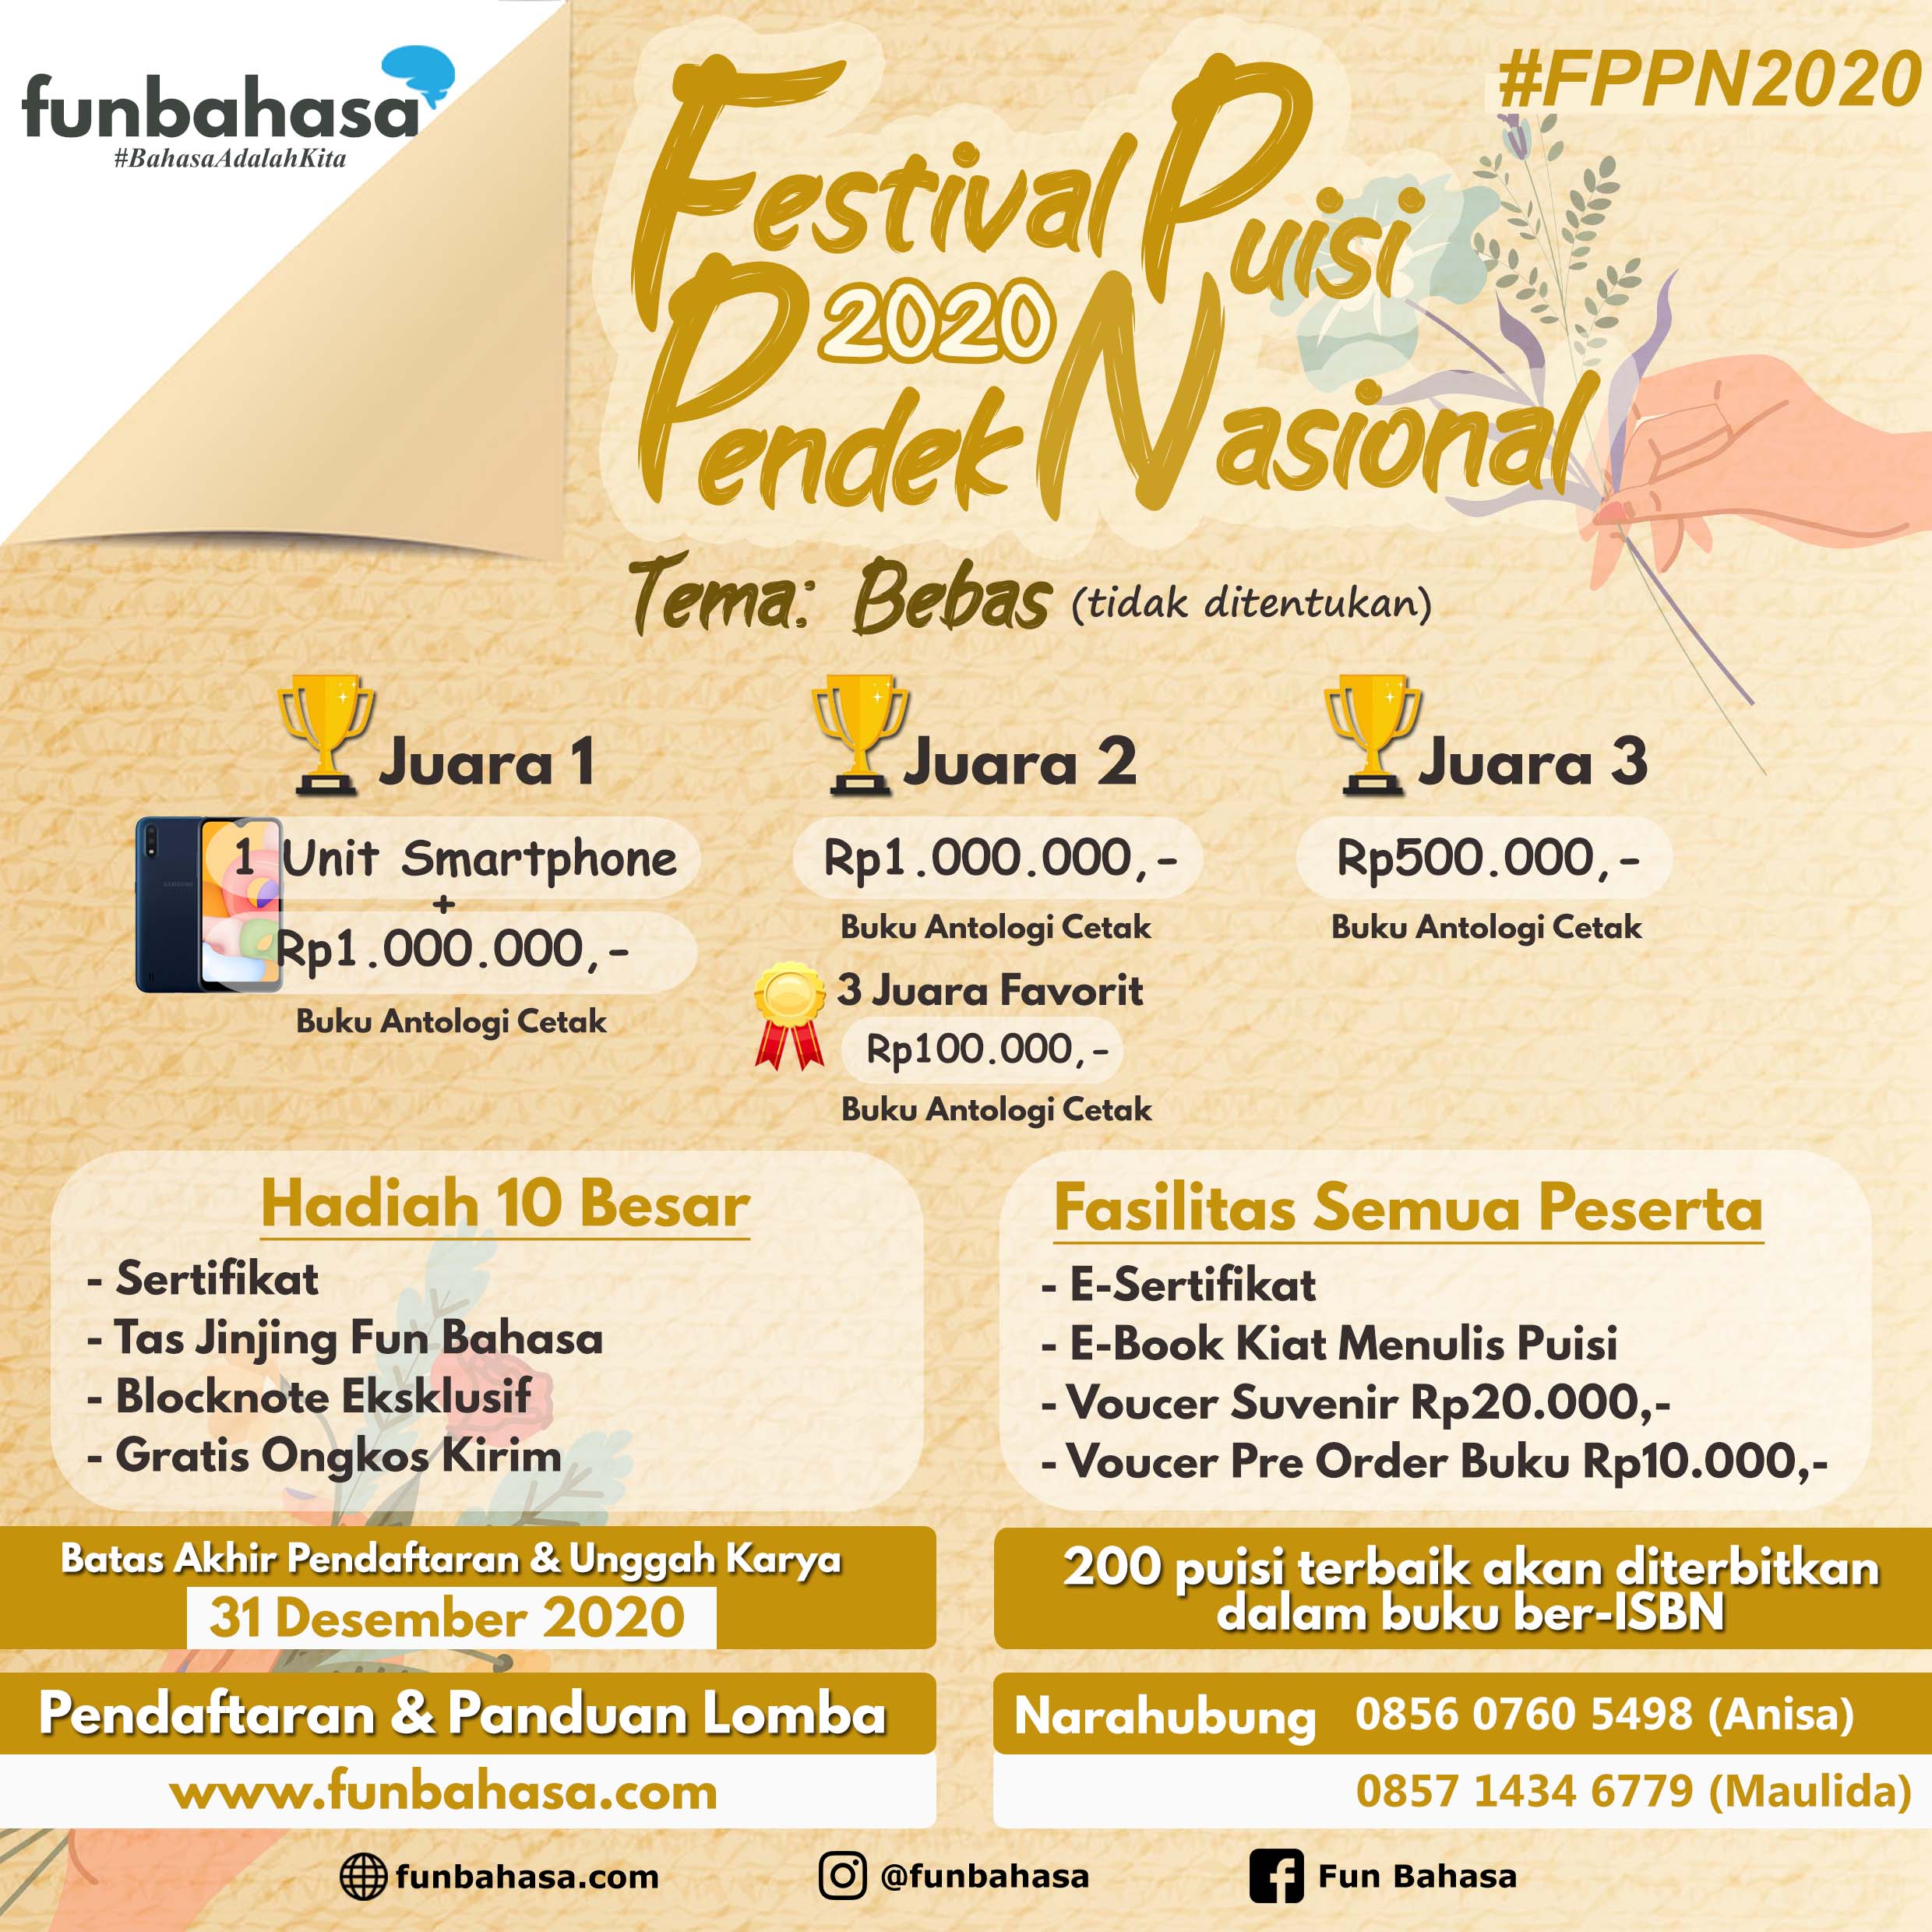 funbahasa
#BahasaAdalahKita
#FPPN2020
Festival Puisi
2020
Pendek Nasional
Tema: Bebas (tidak ditentukan)
Juara 1
1 Unit Smartphone
+
Rp1.000.000,-
Buku Antologi Cetak
Juara 2
Rp1.000.000,-
Buku Antologi Cetak
Juara 3
Rp500.000,-
Buku Antologi Cetak
3 Juara Favorit
Rp100.000,-
Buku Antologi Cetak
Hadiah 10 Besar
- Sertifikat
- Tas Jinjing Fun Bahasa
- Blocknote Eksklusif
- Gratis Ongkos Kirim
Fasilitas Semua Peserta
- E-Sertifikat
- E-Book Kiat Menulis Puisi
- Voucer Suvenir Rp20.000,-
- Voucer Pre Order Buku Rp10.000,-
Batas Akhir Pendaftaran & Unggah Karya
31 Desember 2020
200 puisi terbaik akan diterbitkan
dalam buku ber-ISBN
Pendaftaran & Panduan Lomba
www.funbahasa.com
Narahubung 0856 0760 5498 (Anisa)
0857 1434 6779 (Maulida)
funbahasa.com
@funbahasa
Fun Bahasa